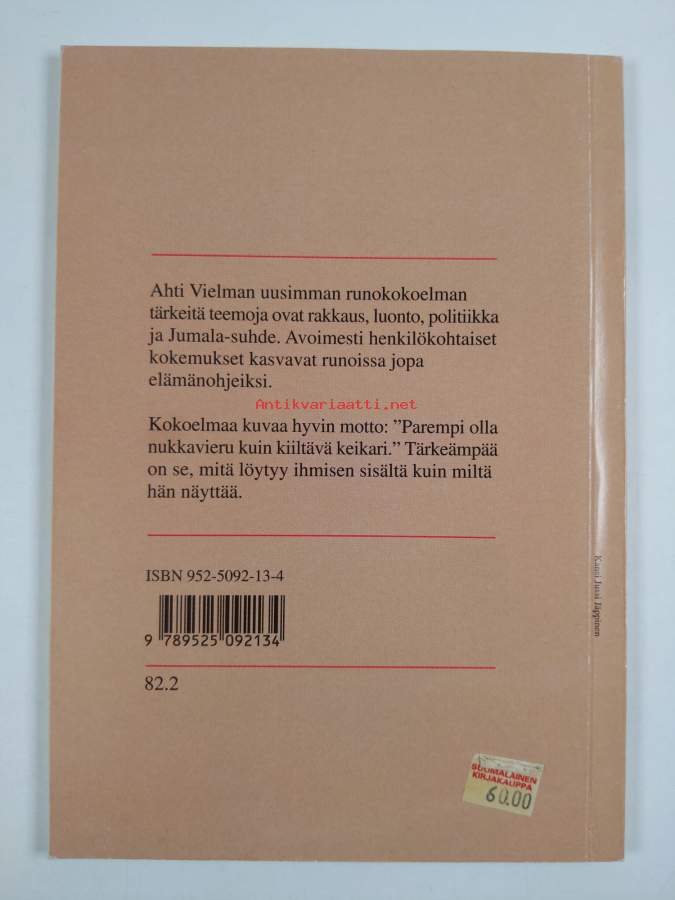 Ahti Vielman uusimman runokokoelman
tärkeitä teemoja ovat rakkaus, luonto, politiikka
ja Jumala-suhde. Avoimesti henkilökohtaiset
kokemukset kasvavat runoissa jopa
elämänohjeiksi.
Antikvariaatti.net
Kokoelmaa kuvaa hyvin motto: ”Parempi olla
nukkavieru kuin kiiltävä keikari.” Tärkeämpää
on se, mitä löytyy ihmisen sisältä kuin miltä
hän näyttää.
ISBN 952-5092-13-4
9 789525 092134
82.2
Kansi Jussi Jäppinen
SUOMALAINEN
KIRJAKAUPPA
60.00